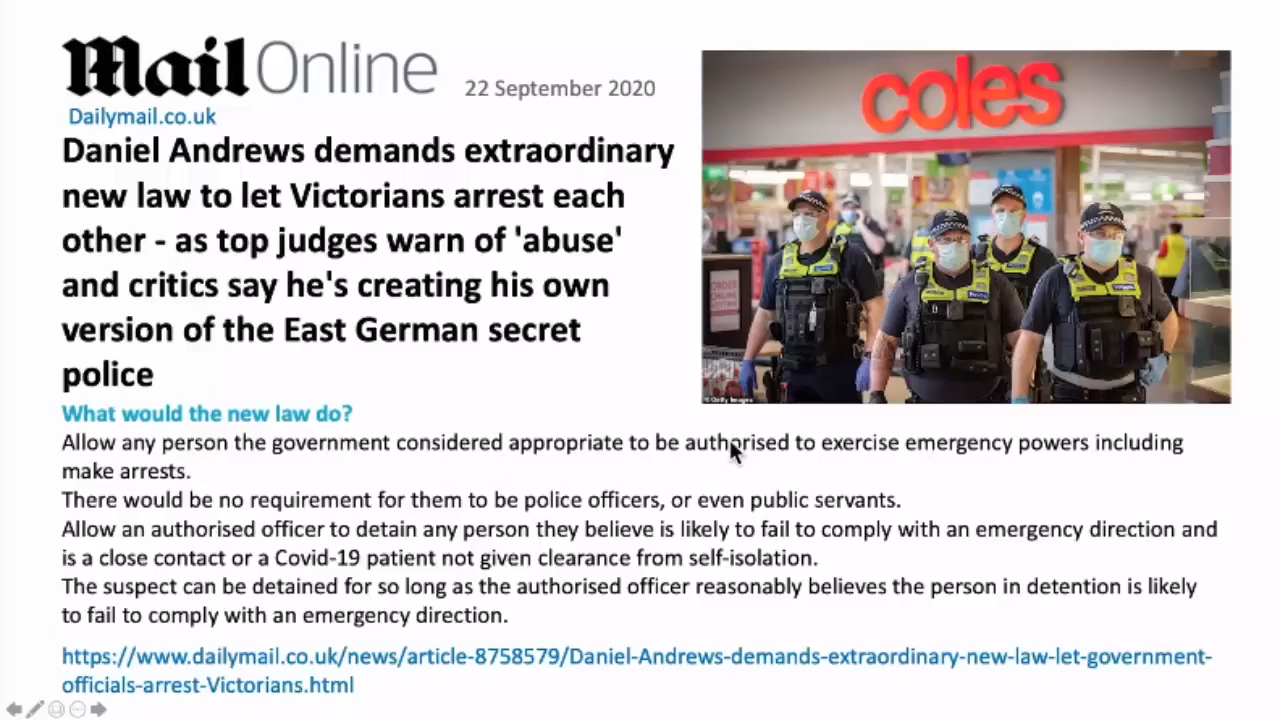 Mail Online 22 September 2020
Dailymail.co.uk
Daniel Andrews demands extraordinary
new law to let Victorians arrest each
other - as top judges warn of 'abuse'
and critics say he's creating his own
version of the East German secret
police
coles
© Getty Images
What would the new law do?
Allow any person the government considered appropriate to be authorised to exercise emergency powers including
make arrests.
There would be no requirement for them to be police officers, or even public servants.
Allow an authorised officer to detain any person they believe is likely to fail to comply with an emergency direction and
is a close contact or a Covid-19 patient not given clearance from self-isolation.
The suspect can be detained for so long as the authorised officer reasonably believes the person in detention is likely
to fail to comply with an emergency direction.
https://www.dailymail.co.uk/news/article-8758579/Daniel-Andrews-demands-extraordinary-new-law-let-government-
officials-arrest-Victorians.html